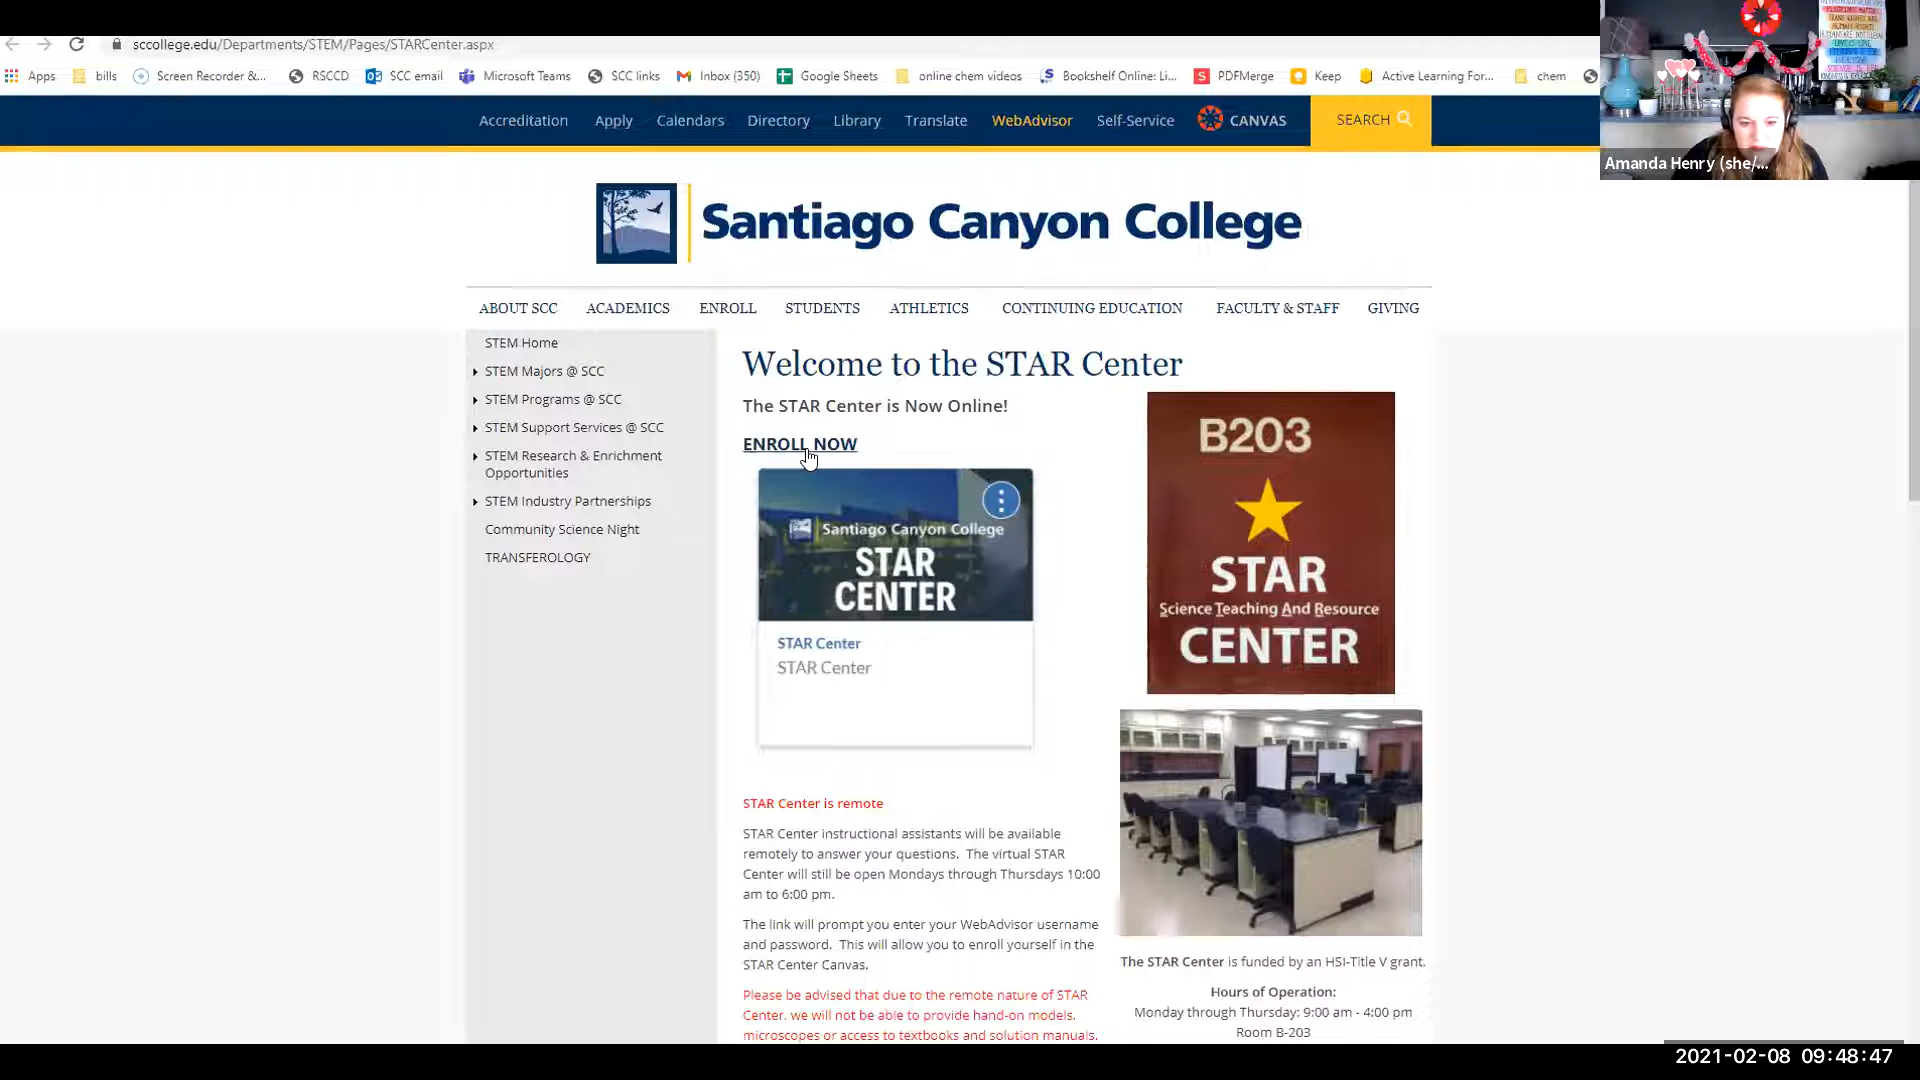 sccollege.edu/Departments/STEM/Pages/STARCenter.aspx
Apps bills Screen Recorder &... RSCCD SCC email Microsoft Teams SCC links Inbox (350) Google Sheets online chem videos Bookshelf Online: Li... PDFMerge Keep Active Learning For... chem
Accreditation Apply Calendars Directory Library Translate WebAdvisor Self-Service CANVAS SEARCH
Amanda Henry (she/...
Santiago Canyon College
ABOUT SCC ACADEMICS ENROLL STUDENTS ATHLETICS CONTINUING EDUCATION FACULTY & STAFF GIVING
STEM Home
STEM Majors @ SCC
STEM Programs @ SCC
STEM Support Services @ SCC
STEM Research & Enrichment
Opportunities
STEM Industry Partnerships
Community Science Night
TRANSFEROLOGY
Welcome to the STAR Center
The STAR Center is Now Online!
ENROLL NOW
Santiago Canyon College
STAR
CENTER
STAR Center
STAR Center
STAR Center is remote
STAR Center instructional assistants will be available
remotely to answer your questions. The virtual STAR
Center will still be open Mondays through Thursdays 10:00
am to 6:00 pm.
The link will prompt you enter your WebAdvisor username
and password. This will allow you to enroll yourself in the
STAR Center Canvas.
Please be advised that due to the remote nature of STAR
Center, we will not be able to provide hand-on models,
microscopes or access to textbooks and solution manuals.
B203
STAR
Science Teaching And Resource
CENTER
The STAR Center is funded by an HSI-Title V grant.
Hours of Operation:
Monday through Thursday: 9:00 am - 4:00 pm
Room B-203
2021-02-08 09:48:47